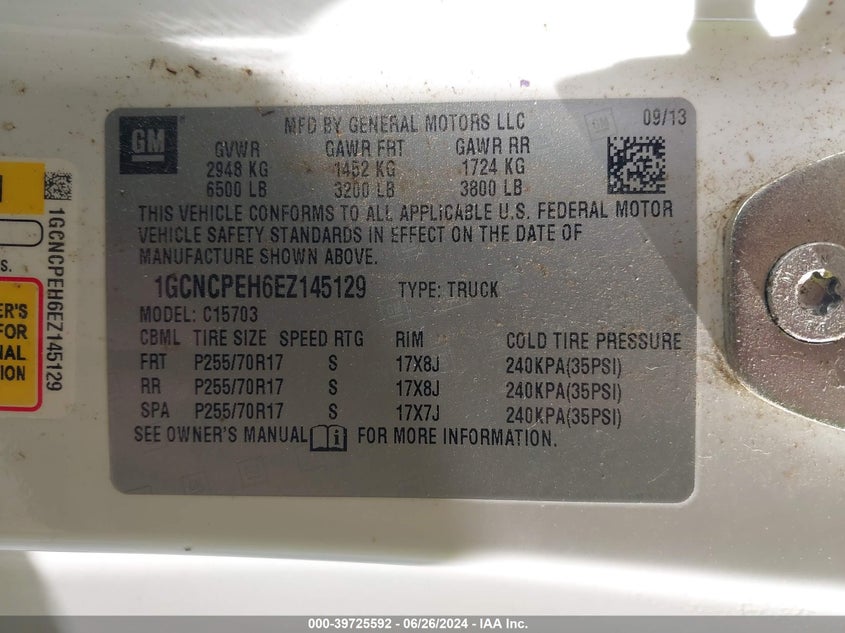 GM
MFD BY GENERAL MOTORS LLC
09/13
GVWR GAWR FRT GAWR RR
2948 KG 1452 KG 1724 KG
6500 LB 3200 LB 3800 LB
THIS VEHICLE CONFORMS TO ALL APPLICABLE U.S. FEDERAL MOTOR
VEHICLE SAFETY STANDARDS IN EFFECT ON THE DATE OF
MANUFACTURE SHOWN ABOVE.
1GCNCPEH6EZ145129 TYPE: TRUCK
MODEL: C15703
CBML TIRE SIZE SPEED RTG RIM COLD TIRE PRESSURE
FRT P255/70R17 S 17X8J 240KPA(35PSI)
RR P255/70R17 S 17X8J 240KPA(35PSI)
SPA P255/70R17 S 17X7J 240KPA(35PSI)
SEE OWNER'S MANUAL i FOR MORE INFORMATION.
1GCNCPEH6EZ145129
S.
ER'S
FOR
NAL
TION
000-39725592 - 06/26/2024 - IAA Inc.